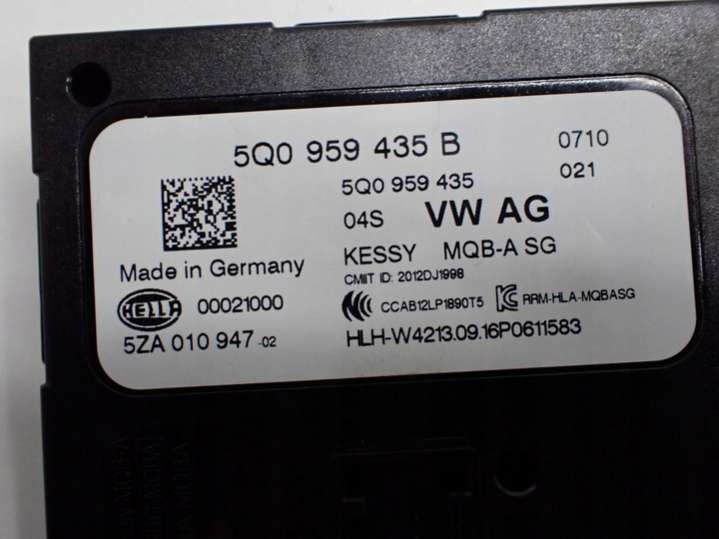 5Q0 959 435 B 0710
5Q0 959 435 021
04S VW AG
KESSY MQB-A SG
Made in Germany
CMIIT ID: 2012DJ1998
HELLA 00021000
CCAB12LP1890T5 RRM-HLA-MQBASG
5ZA 010 947 -02
HLH-W4213.09.16P0611583